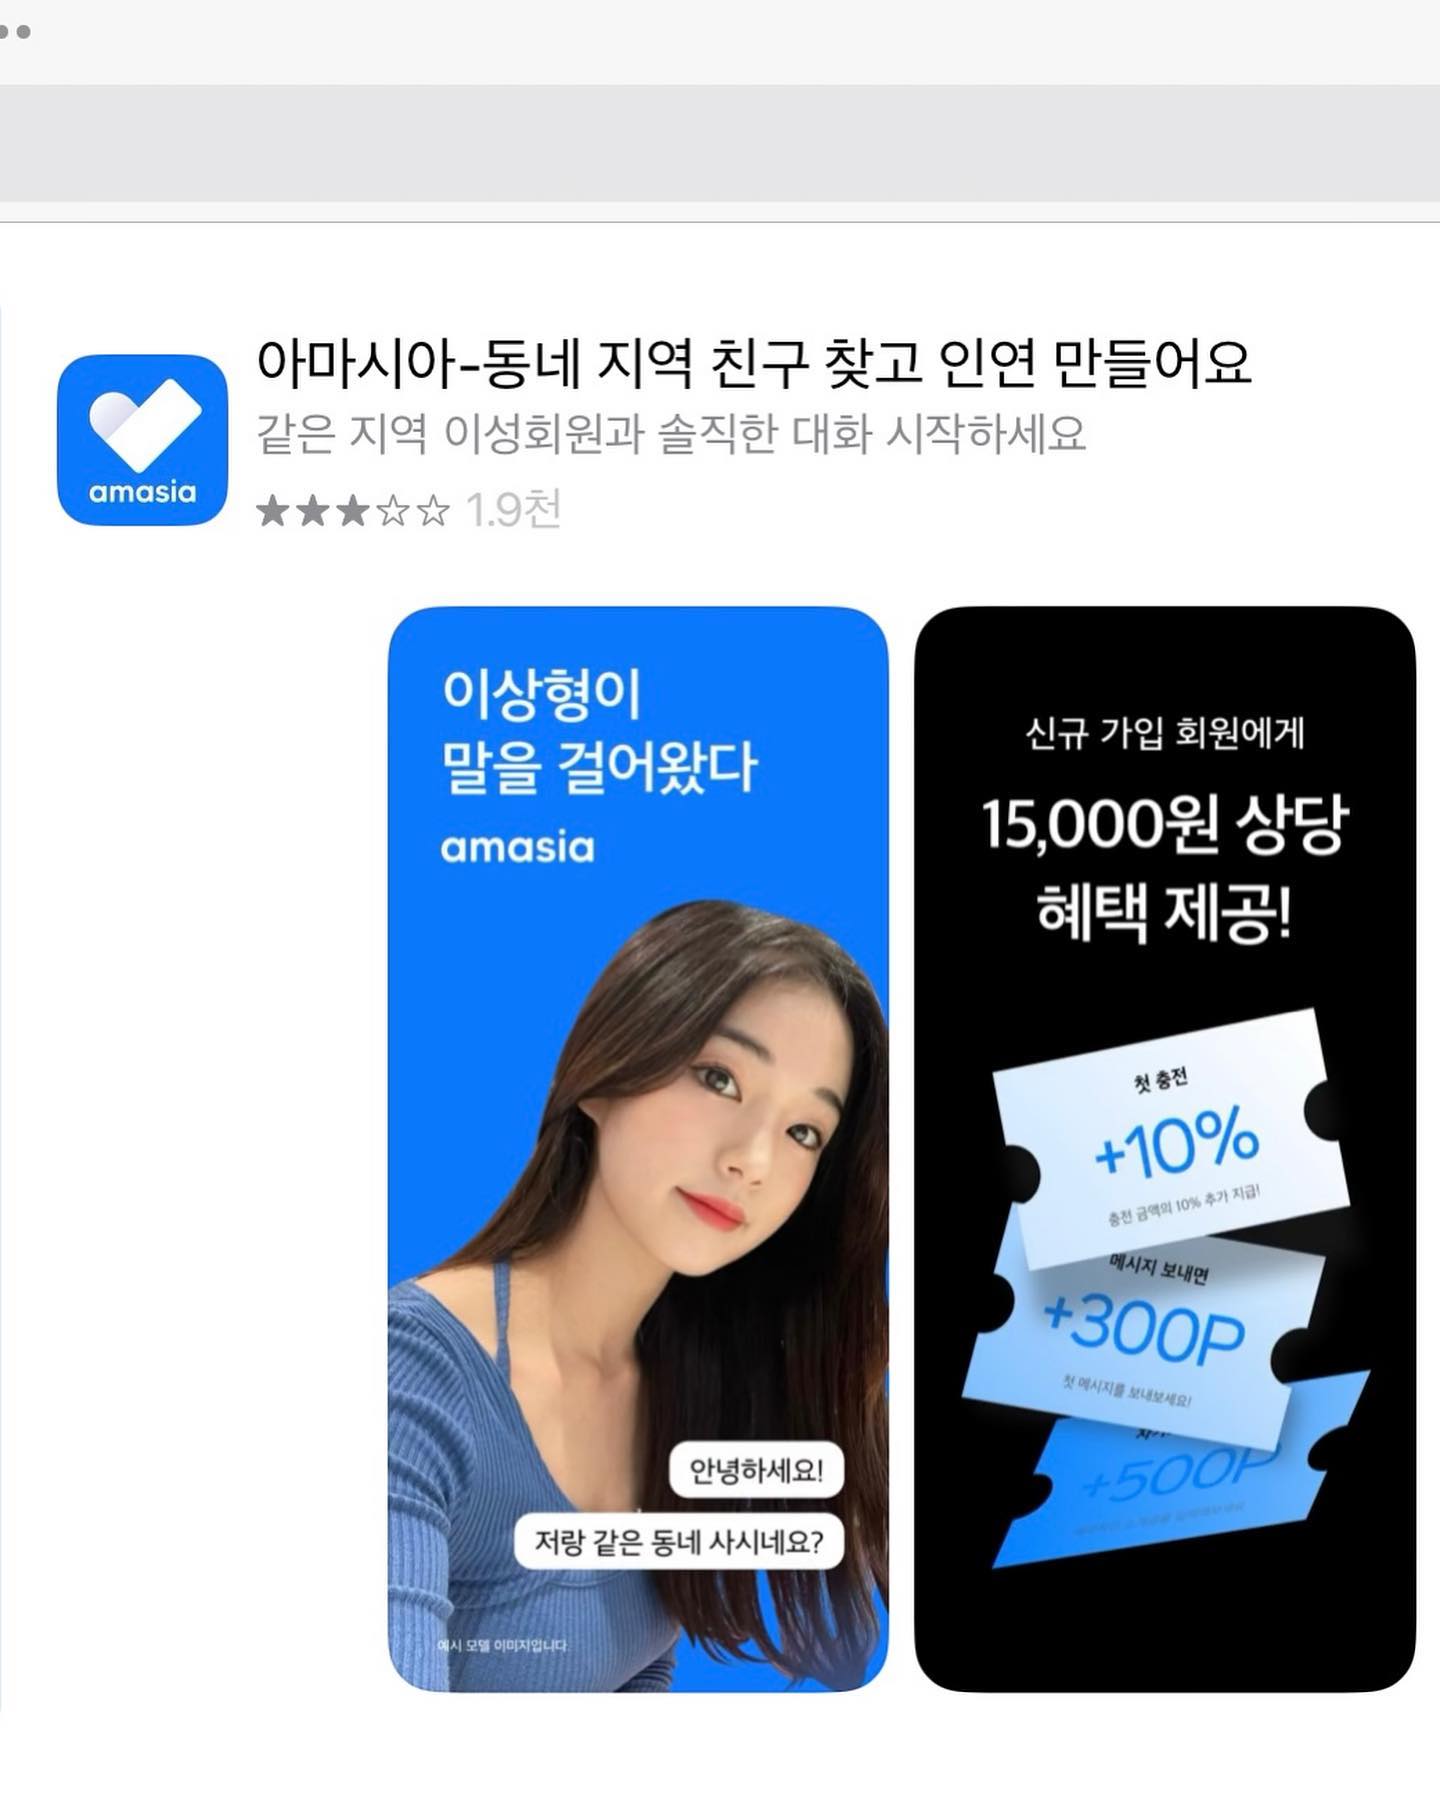 아마시아-동네 지역 친구 찾고 인연 만들어요
같은 지역 이성회원과 솔직한 대화 시작하세요
★★★☆☆ 1.9천
amasia
이상형이
말을 걸어왔다
amasia
안녕하세요!
저랑 같은 동네 사시네요?
예시 모델 이미지입니다
신규 가입 회원에게
15,000원 상당
혜택 제공!
첫 충전
+10%
충전 금액의 10% 추가 지급!
메시지 보내면
+300P
첫 메시지를 보내보세요!
+500P